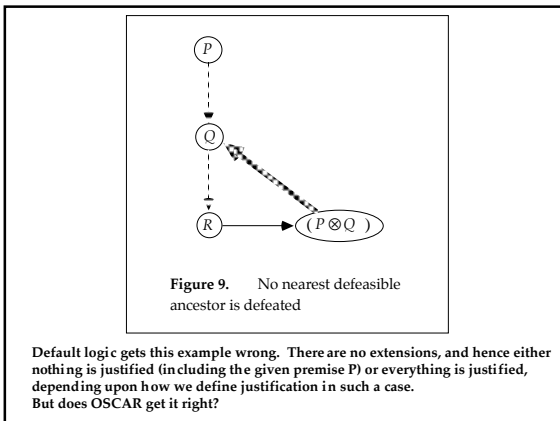 P
Q
R
( P ⊗ Q )
Figure 9. No nearest defeasible
ancestor is defeated
Default logic gets this example wrong. There are no extensions, and hence either
nothing is justified (including the given premise P) or everything is justified,
depending upon how we define justification in such a case.
But does OSCAR get it right?